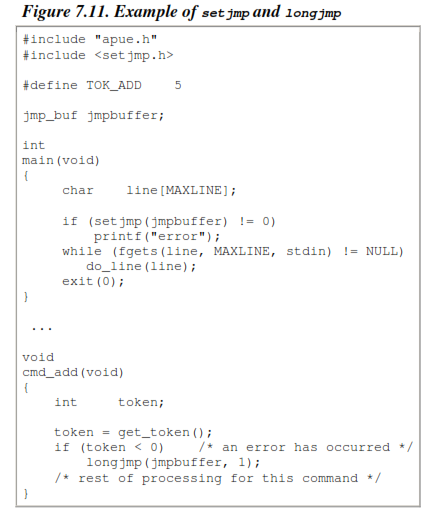 Figure 7.11. Example of setjmp and longjmp
#include "apue.h"
#include <setjmp.h>
#define TOK_ADD    5
jmp_buf jmpbuffer;
int
main(void)
{
     char    line[MAXLINE];
     if (setjmp(jmpbuffer) != 0)
         printf("error");
     while (fgets(line, MAXLINE, stdin) != NULL)
        do_line(line);
     exit(0);
}
 ...
void
cmd_add(void)
{
    int     token;
    token = get_token();
    if (token < 0)    /* an error has occurred */
        longjmp(jmpbuffer, 1);
    /* rest of processing for this command */
}